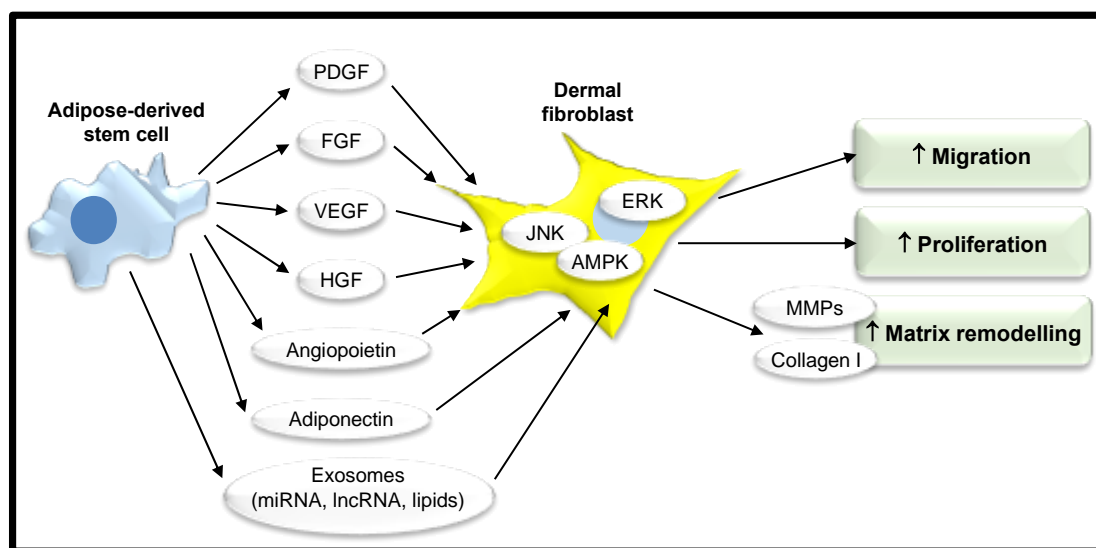 Adipose-derived
stem cell
PDGF
FGF
VEGF
HGF
Angiopoietin
Adiponectin
Exosomes
(miRNA, lncRNA, lipids)
Dermal
fibroblast
ERK
JNK
AMPK
↑ Migration
↑ Proliferation
MMPs
↑ Matrix remodelling
Collagen I